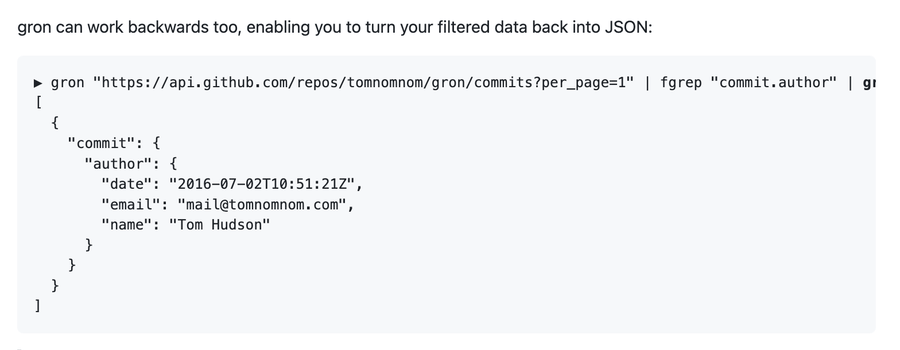 gron can work backwards too, enabling you to turn your filtered data back into JSON:
▶ gron "https://api.github.com/repos/tomnomnom/gron/commits?per_page=1" | fgrep "commit.author" |
[
  {
    "commit": {
      "author": {
        "date": "2016-07-02T10:51:21Z",
        "email": "mail@tomnomnom.com",
        "name": "Tom Hudson"
      }
    }
  }
]